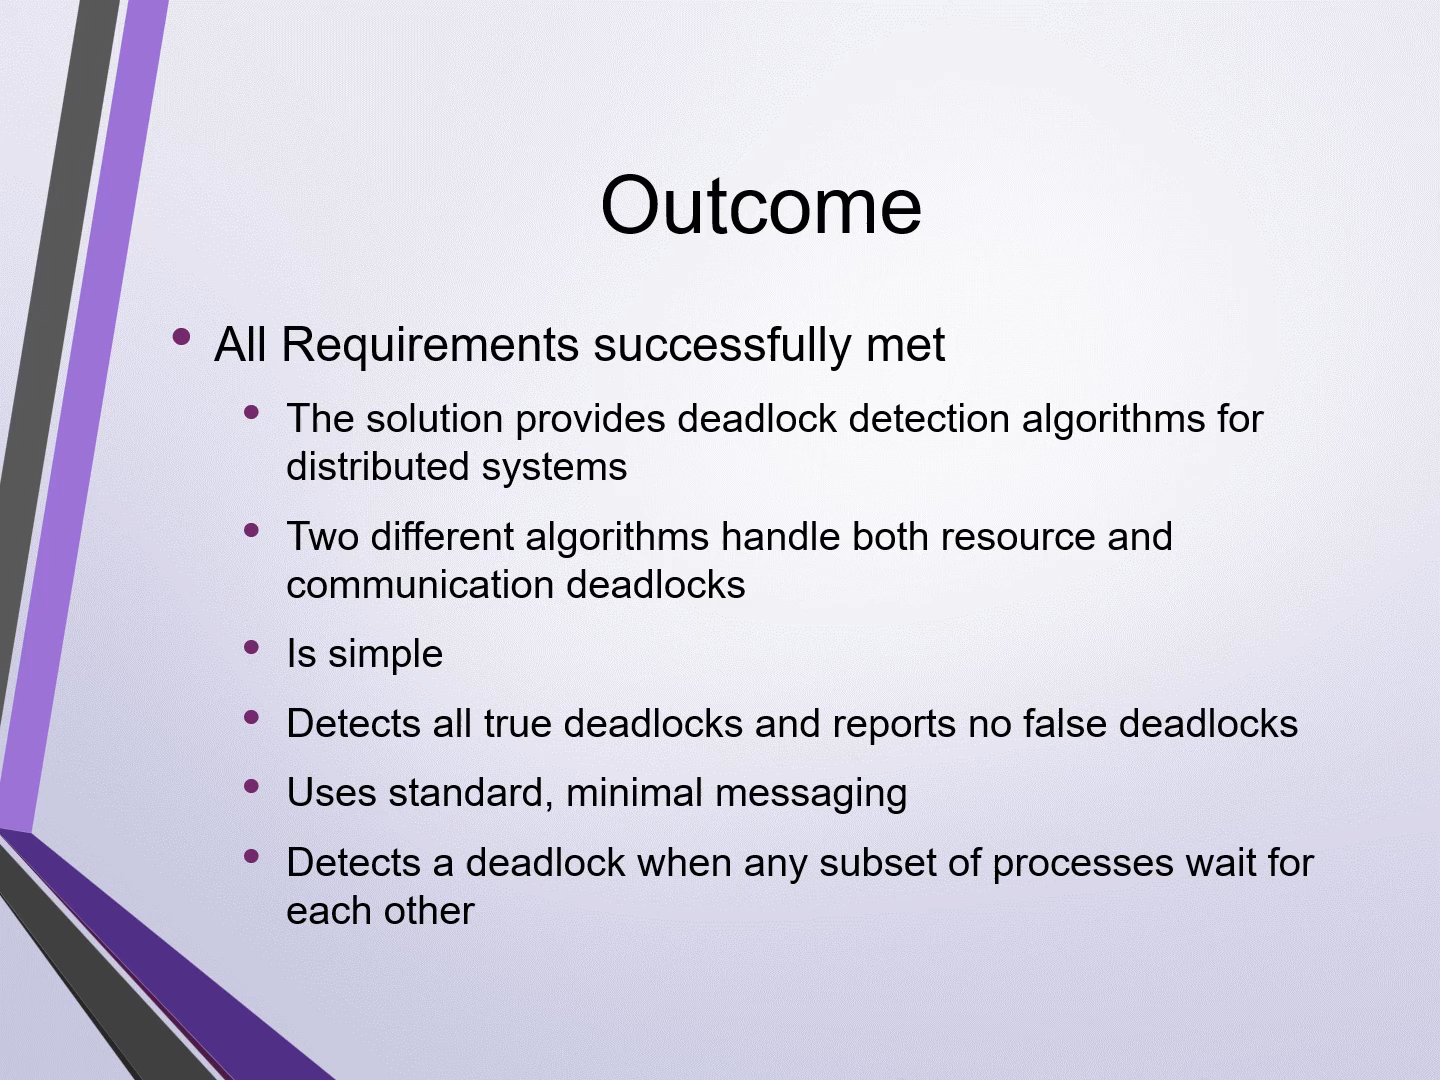 Outcome
• All Requirements successfully met
• The solution provides deadlock detection algorithms for
distributed systems
• Two different algorithms handle both resource and
communication deadlocks
• Is simple
• Detects all true deadlocks and reports no false deadlocks
• Uses standard, minimal messaging
• Detects a deadlock when any subset of processes wait for
each other